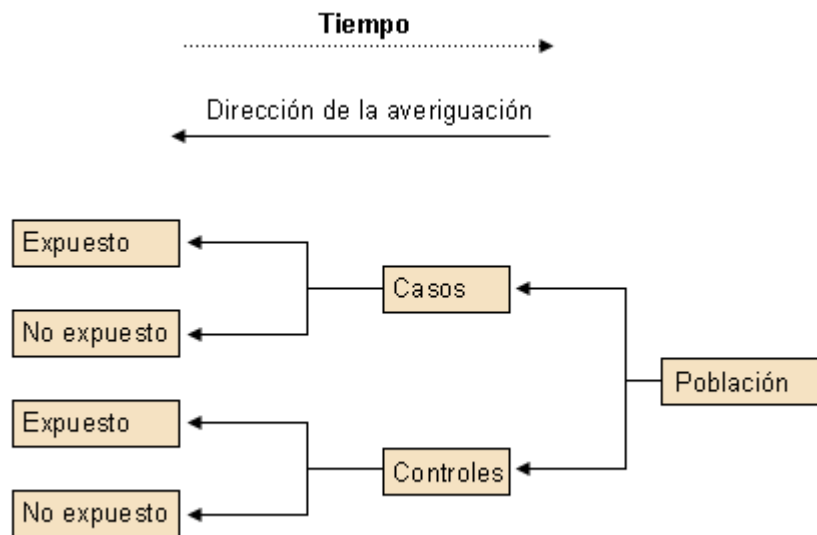 Tiempo
Dirección de la averiguación
Expuesto
Casos
No expuesto
Población
Expuesto
Controles
No expuesto